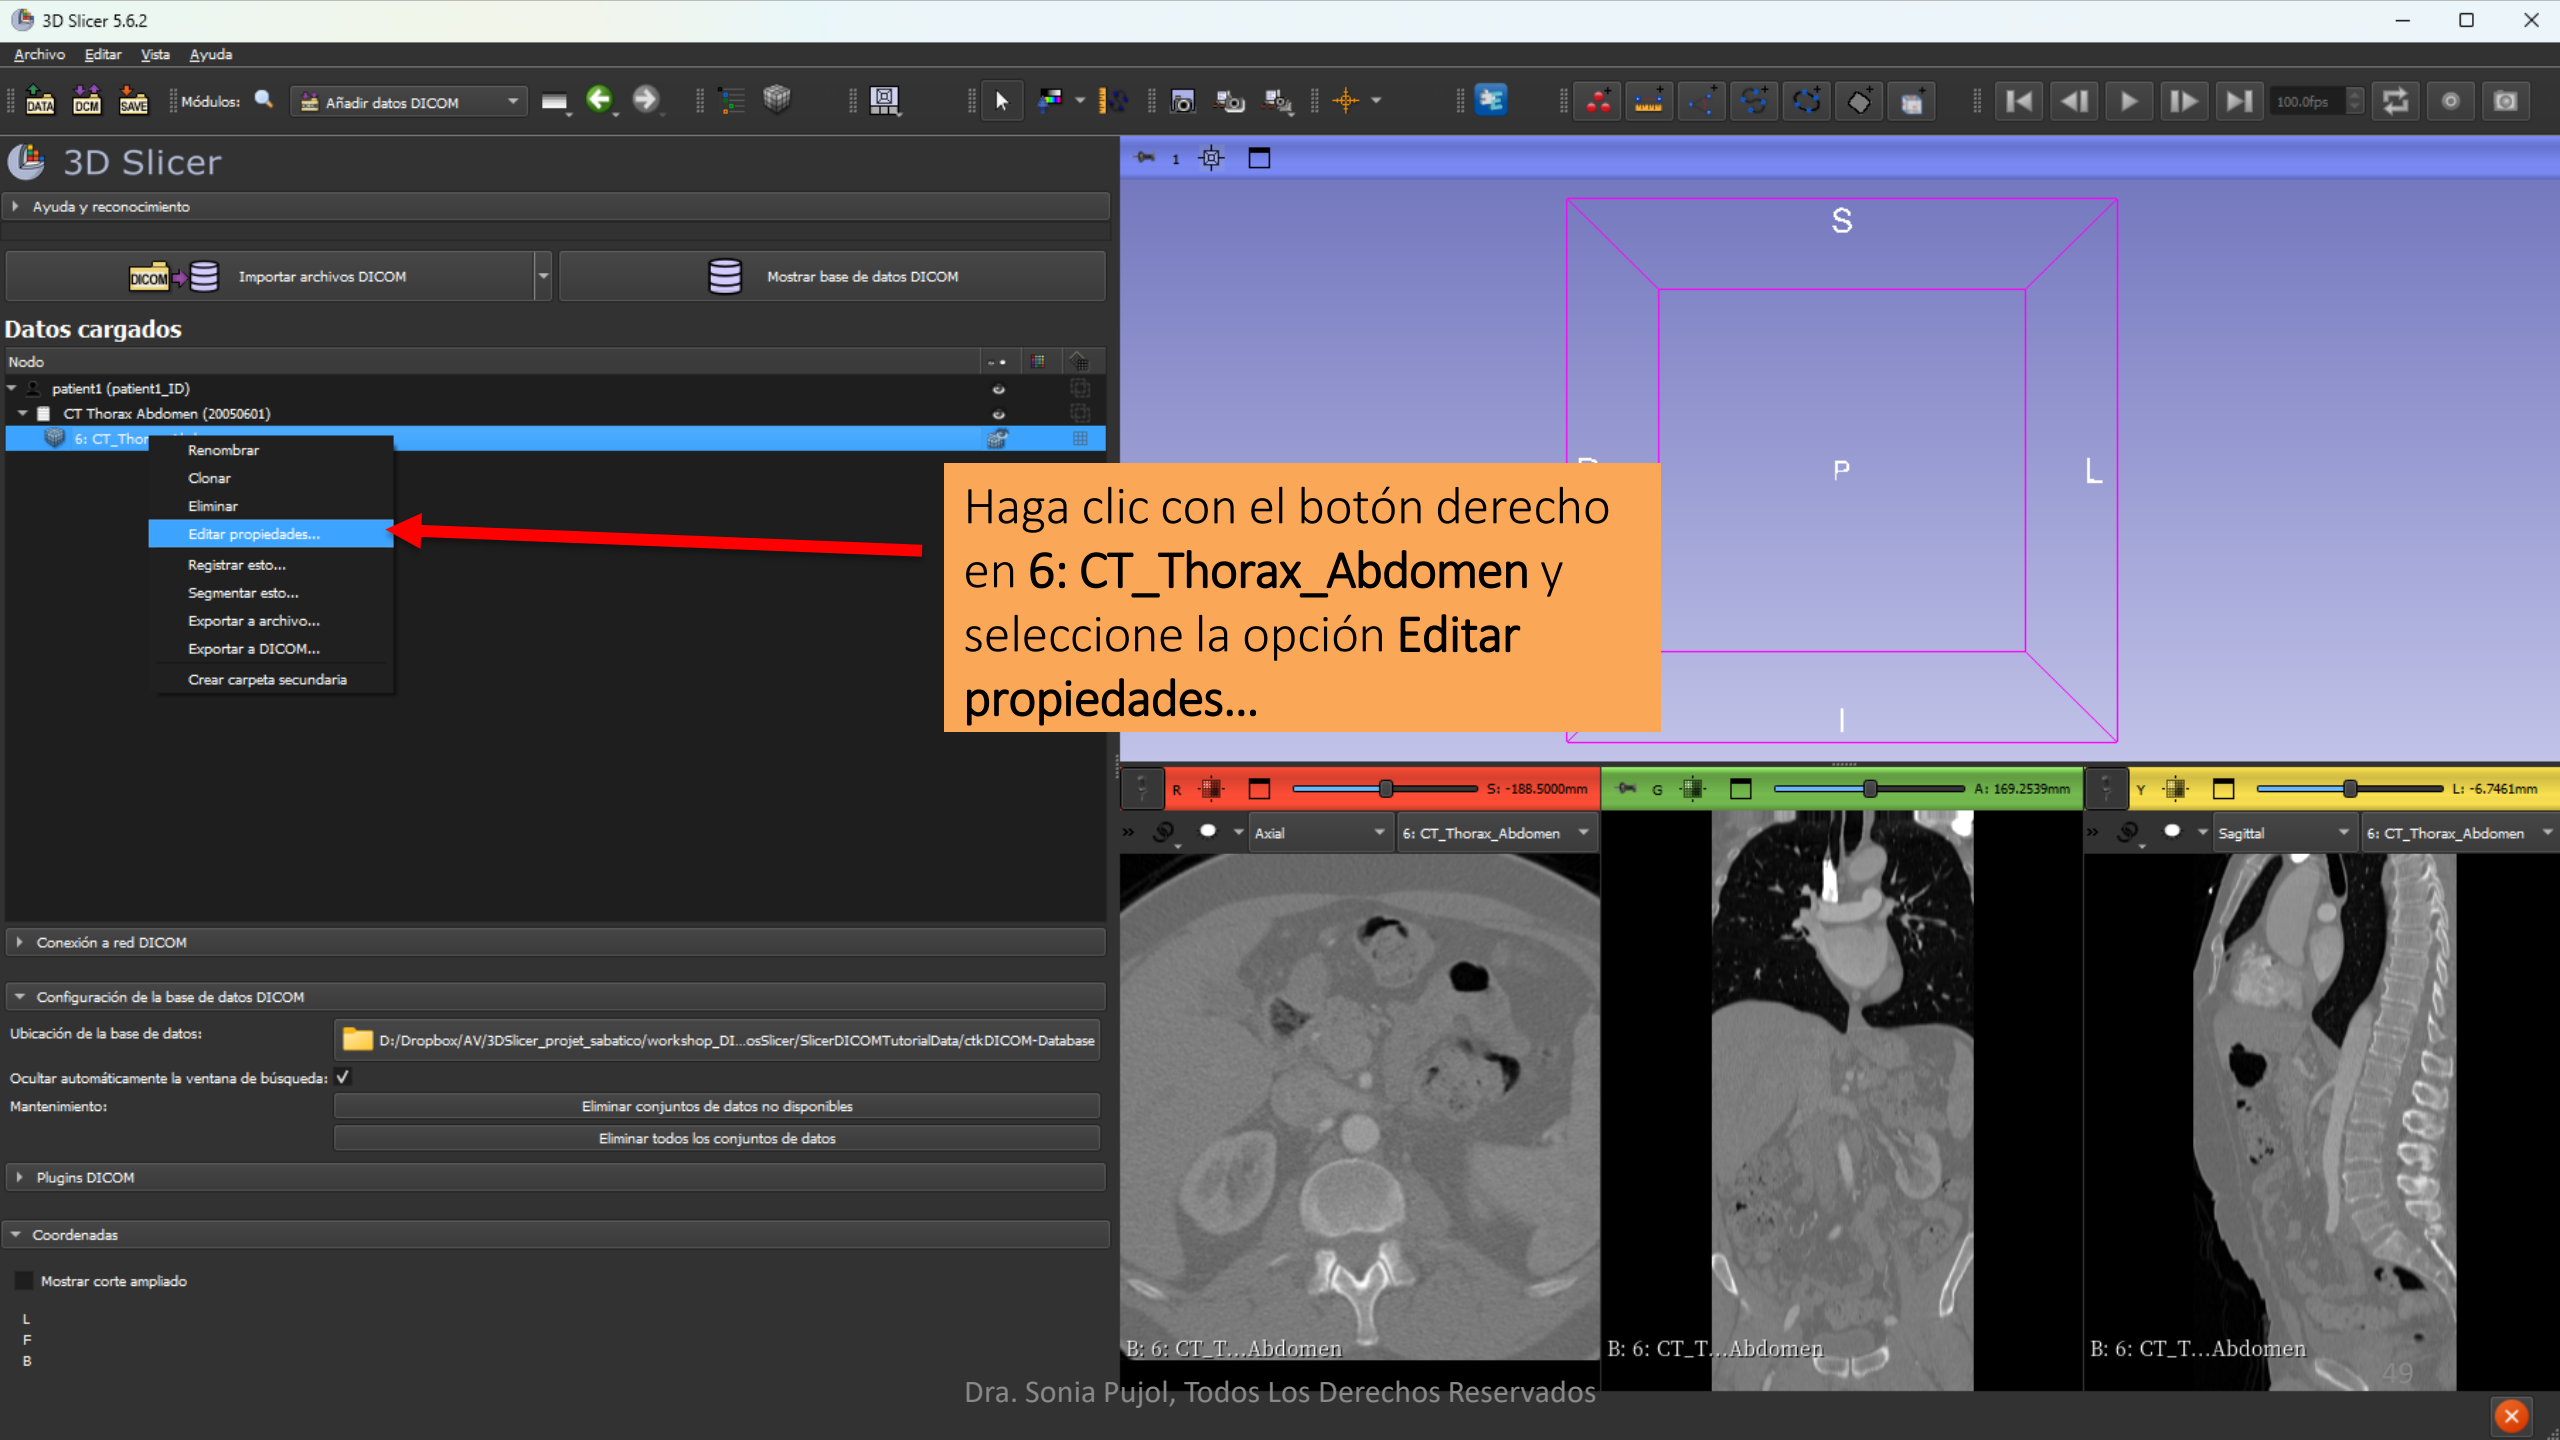 3D Slicer 5.6.2
Archivo Editar Vista Ayuda
DATA DCM SAVE Módulos: Añadir datos DICOM 100.0fps
3D Slicer
1
Ayuda y reconocimiento
DICOM Importar archivos DICOM Mostrar base de datos DICOM
Datos cargados
Nodo
patient1 (patient1_ID)
CT Thorax Abdomen (20050601)
6: CT_Thor
Renombrar
Clonar
Eliminar
Editar propiedades...
Registrar esto...
Segmentar esto...
Exportar a archivo...
Exportar a DICOM...
Crear carpeta secundaria
S
P
L
I
Haga clic con el botón derecho
en 6: CT_Thorax_Abdomen y
seleccione la opción Editar
propiedades...
R S: -188.5000mm
G A: 169.2539mm
Y L: -6.7461mm
Axial 6: CT_Thorax_Abdomen
Sagittal 6: CT_Thorax_Abdomen
Conexión a red DICOM
Configuración de la base de datos DICOM
Ubicación de la base de datos: D:/Dropbox/AV/3DSlicer_projet_sabatico/workshop_DI...osSlicer/SlicerDICOMTutorialData/ctkDICOM-Database
Ocultar automáticamente la ventana de búsqueda:
Mantenimiento: Eliminar conjuntos de datos no disponibles
Eliminar todos los conjuntos de datos
Plugins DICOM
Coordenadas
Mostrar corte ampliado
L
F
B
B: 6: CT_T...Abdomen
B: 6: CT_T...Abdomen
B: 6: CT_T...Abdomen
49
Dra. Sonia Pujol, Todos Los Derechos Reservados